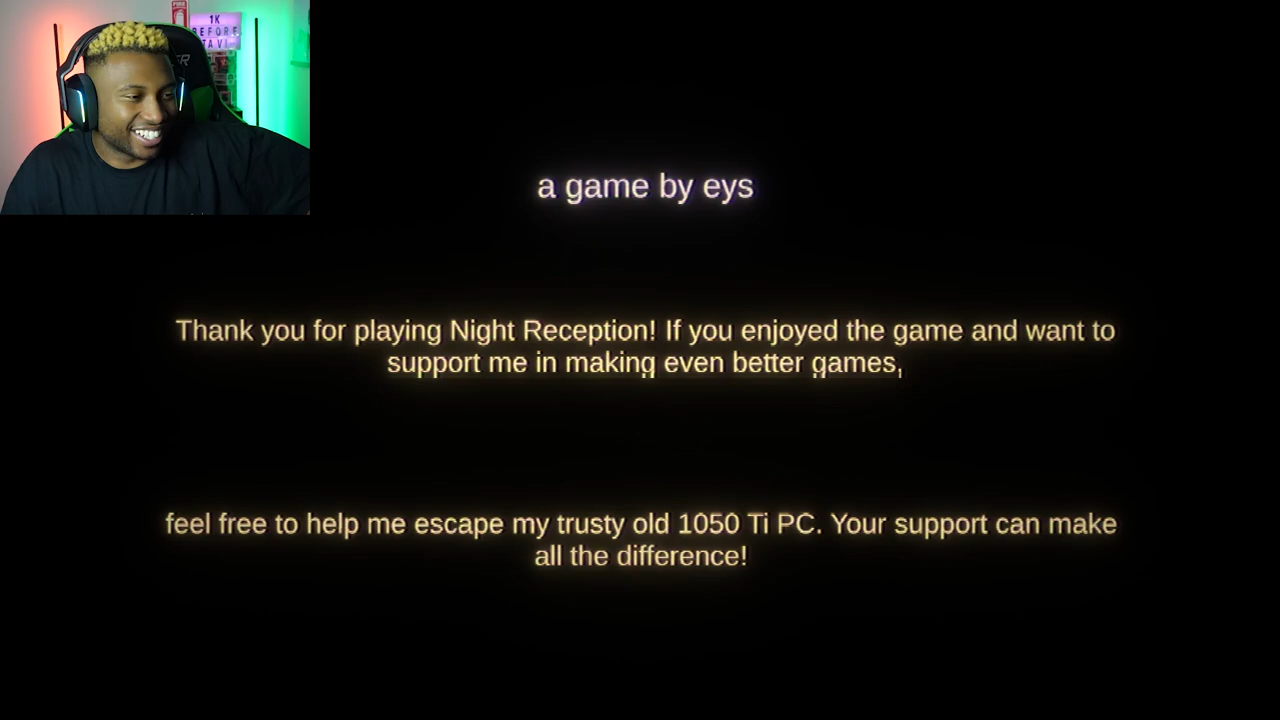 1K
BEFORE
a game by eys
Thank you for playing Night Reception! If you enjoyed the game and want to
support me in making even better games,
feel free to help me escape my trusty old 1050 Ti PC. Your support can make
all the difference!